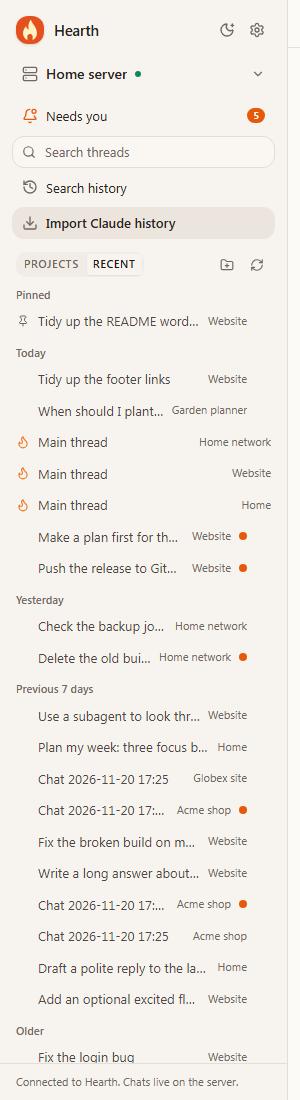 Hearth
Home server
Needs you 5
Search threads
Search history
Import Claude history
PROJECTS RECENT
Pinned
Tidy up the README word... Website
Today
Tidy up the footer links Website
When should I plant... Garden planner
Main thread Home network
Main thread Website
Main thread Home
Make a plan first for th... Website
Push the release to Git... Website
Yesterday
Check the backup jo... Home network
Delete the old bui... Home network
Previous 7 days
Use a subagent to look thr... Website
Plan my week: three focus b... Home
Chat 2026-11-20 17:25 Globex site
Chat 2026-11-20 17:... Acme shop
Fix the broken build on m... Website
Write a long answer about... Website
Chat 2026-11-20 17:... Acme shop
Chat 2026-11-20 17:25 Acme shop
Draft a polite reply to the la... Home
Add an optional excited fl... Website
Older
Fix the login bug Website
Connected to Hearth. Chats live on the server.